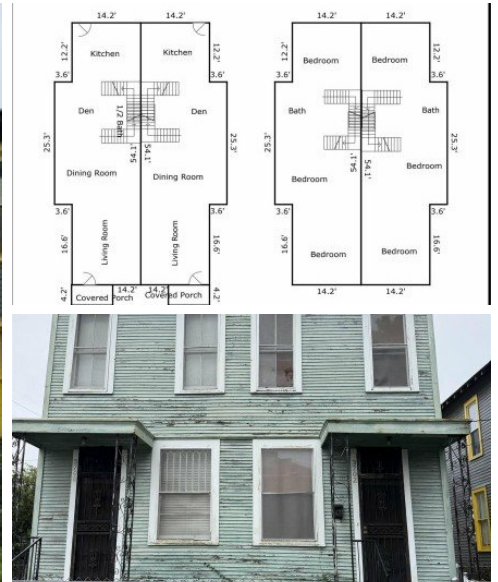 14.2' 14.2'
12.2' Kitchen Kitchen 12.2'
3.6' 3.6'
Den 1/2 Bath Den
25.3' 54.1' 54.1' 25.3'
Dining Room Dining Room
3.6' 3.6'
16.6' Living Room Living Room 16.6'
14.2' 14.2'
4.2' Covered Porch Covered Porch 4.2'
14.2' 14.2'
12.2' Bedroom Bedroom 12.2'
3.6' 3.6'
Bath Bath
25.3' 54.1' 54.1' 25.3'
Bedroom Bedroom
3.6' 3.6'
16.6' Bedroom Bedroom 16.6'
14.2' 14.2'